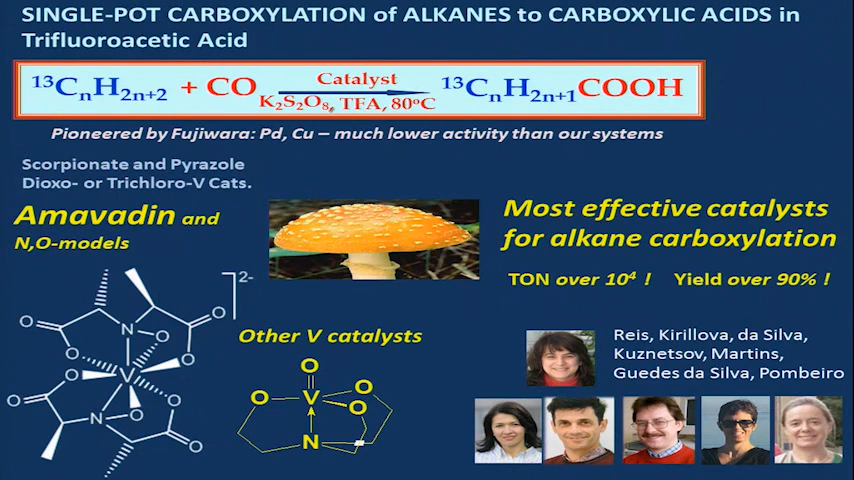 SINGLE-POT CARBOXYLATION of ALKANES to CARBOXYLIC ACIDS in
Trifluoroacetic Acid
¹³CₙH₂ₙ₊₂ + CO Catalyst K₂S₂O₈, TFA, 80°C ¹³CₙH₂ₙ₊₁COOH
Pioneered by Fujiwara: Pd, Cu – much lower activity than our systems
Scorpionate and Pyrazole
Dioxo- or Trichloro-V Cats.
Amavadin and
N,O-models
Most effective catalysts
for alkane carboxylation
TON over 10⁴ ! Yield over 90% !
2-
O O N O O O V O O N O O O
Other V catalysts
O O V O O N
Reis, Kirillova, da Silva,
Kuznetsov, Martins,
Guedes da Silva, Pombeiro